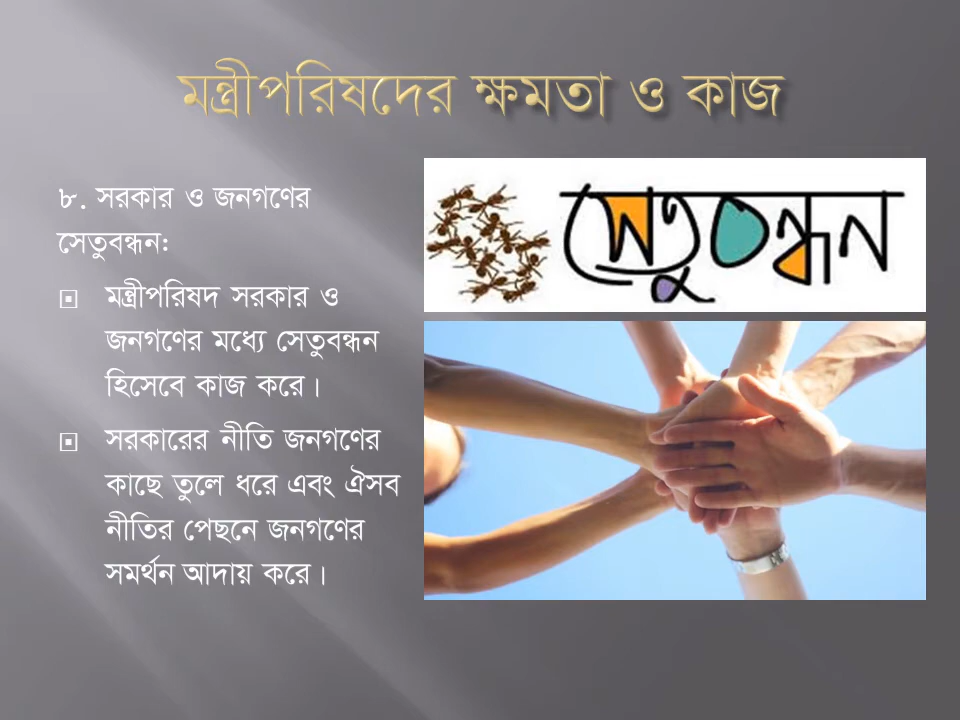 মন্ত্রীপরিষদের ক্ষমতা ও কাজ
৮. সরকার ও জনগণের
সেতুবন্ধন:
মন্ত্রীপরিষদ সরকার ও
জনগণের মধ্যে সেতুবন্ধন
হিসেবে কাজ করে।
সরকারের নীতি জনগণের
কাছে তুলে ধরে এবং ঐসব
নীতির পেছনে জনগণের
সমর্থন আদায় করে।
সেতুবন্ধন